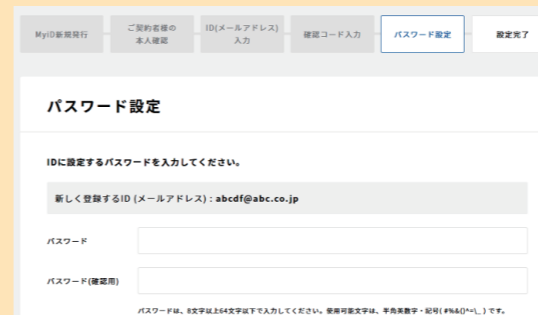 MyiD新規発行
ご契約者様の
本人確認
ID(メールアドレス)
入力
確認コード入力
パスワード設定
設定完了
パスワード設定
IDに設定するパスワードを入力してください。
新しく登録するID (メールアドレス) : abcdf@abc.co.jp
パスワード
パスワード(確認用)
パスワードは、8文字以上64文字以下で入力してください。使用可能文字は、半角英数字・記号( #%&()^=\_ ) です。